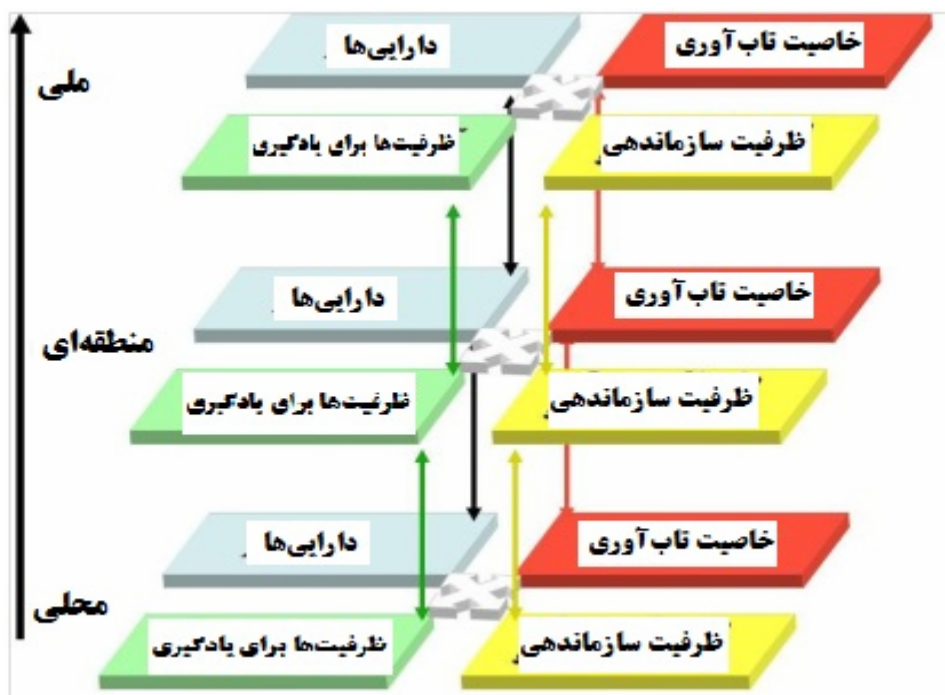 خاصیت تاب‌آوری
دارایی‌ها
ملی
ظرفیت سازماندهی
ظرفیت‌ها برای یادگیری
خاصیت تاب‌آوری
دارایی‌ها
منطقه‌ای
ظرفیت سازماندهی
ظرفیت‌ها برای یادگیری
خاصیت تاب‌آوری
دارایی‌ها
محلی
ظرفیت سازماندهی
ظرفیت‌ها برای یادگیری